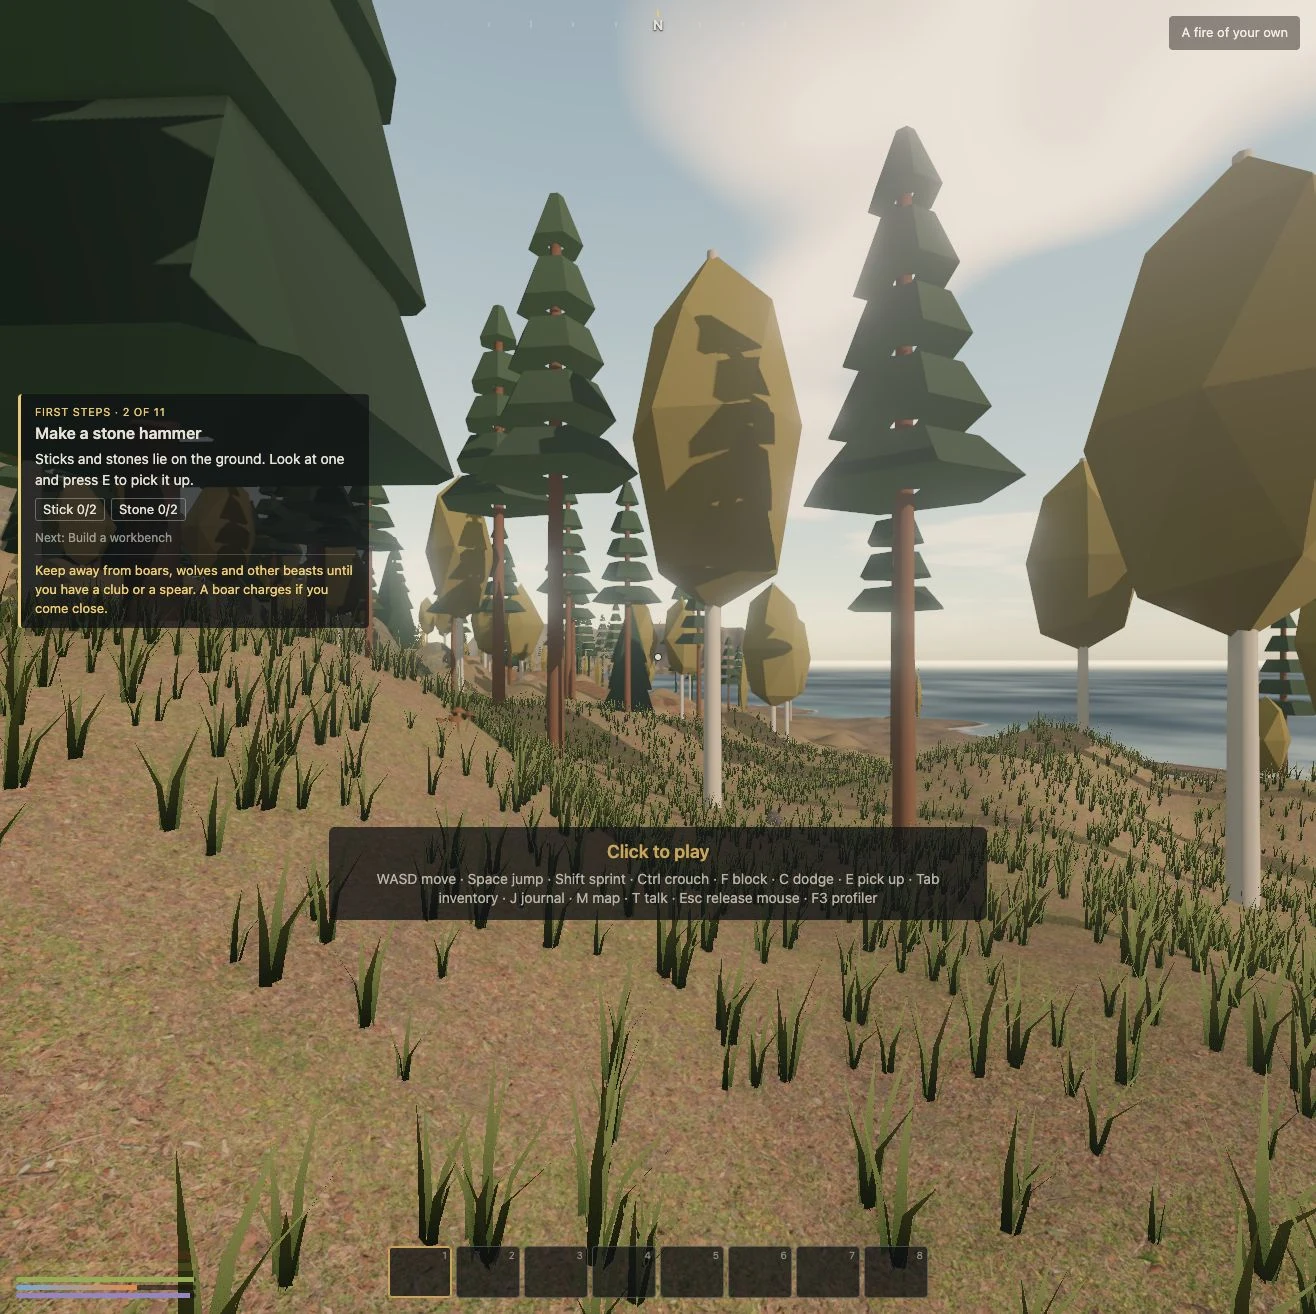 N
A fire of your own
FIRST STEPS · 2 OF 11
Make a stone hammer
Sticks and stones lie on the ground. Look at one
and press E to pick it up.
Stick 0/2 Stone 0/2
Next: Build a workbench
Keep away from boars, wolves and other beasts until
you have a club or a spear. A boar charges if you
come close.
Click to play
WASD move · Space jump · Shift sprint · Ctrl crouch · F block · C dodge · E pick up · Tab
inventory · J journal · M map · T talk · Esc release mouse · F3 profiler
1 2 3 4 5 6 7 8